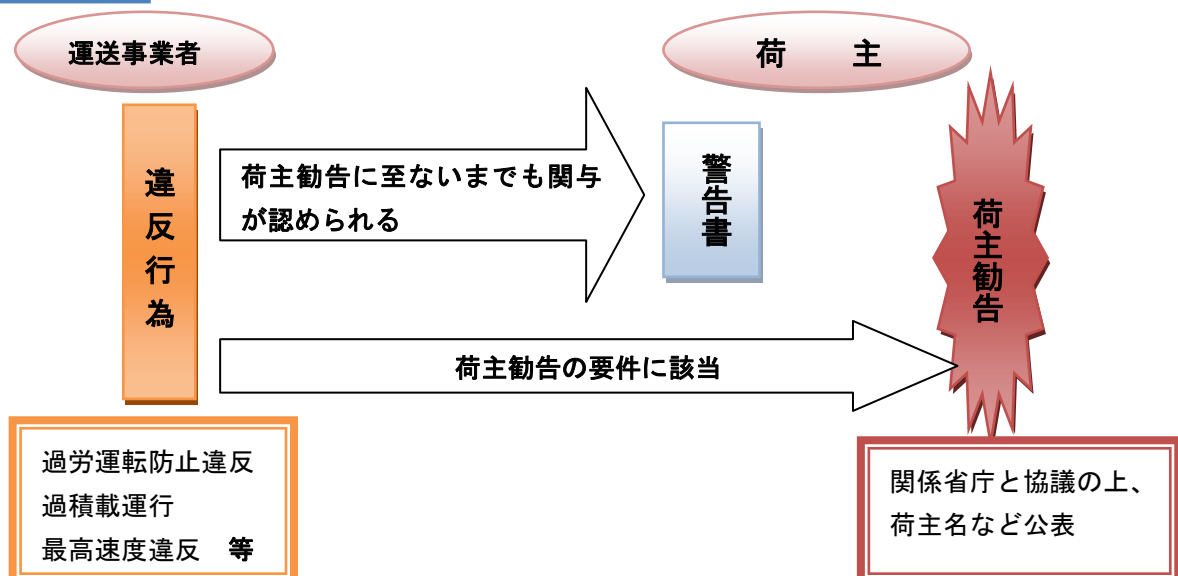 運送事業者
荷　主
違反行為
荷主勧告に至ないまでも関与
が認められる
警告書
荷主勧告
荷主勧告の要件に該当
過労運転防止違反
過積載運行
最高速度違反　等
関係省庁と協議の上、
荷主名など公表